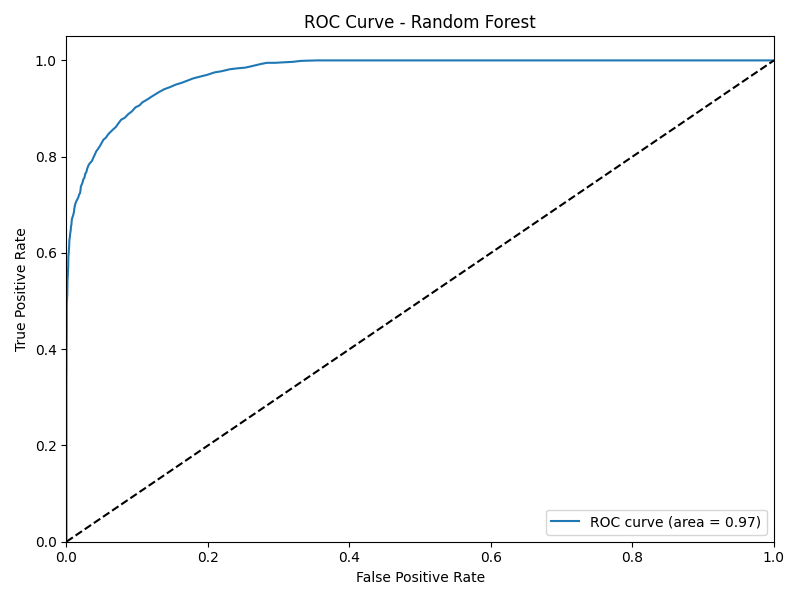 ROC Curve - Random Forest
True Positive Rate
1.0
0.8
0.6
0.4
0.2
0.0
0.0 0.2 0.4 0.6 0.8 1.0
False Positive Rate
ROC curve (area = 0.97)